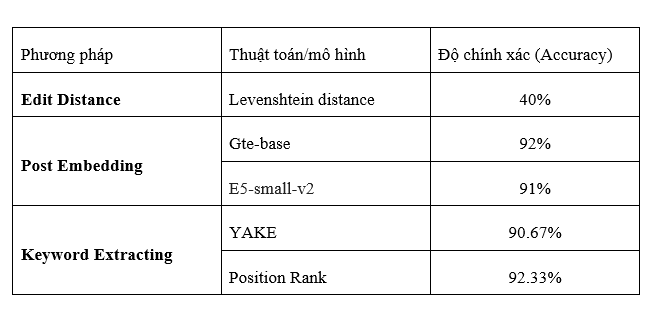 Phương pháp Thuật toán/mô hình Độ chính xác (Accuracy)
Edit Distance Levenshtein distance 40%
Post Embedding Gte-base 92%
E5-small-v2 91%
Keyword Extracting YAKE 90.67%
Position Rank 92.33%